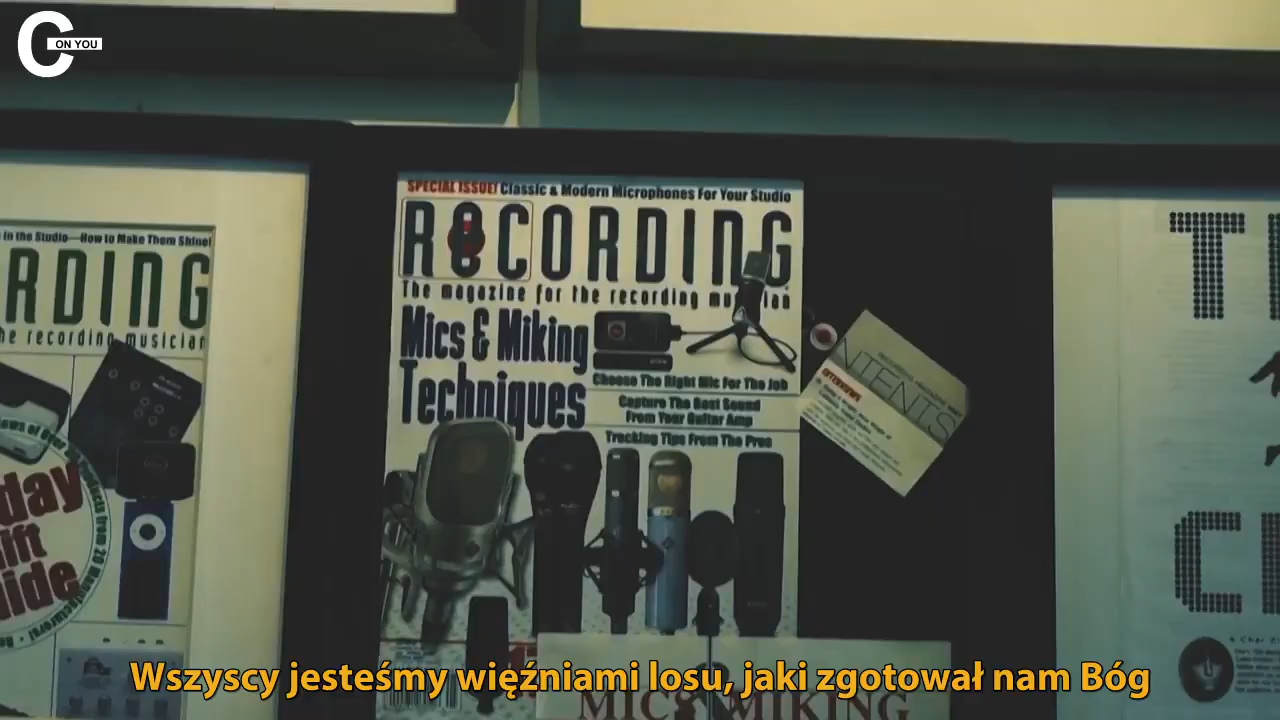 C
ON YOU
SPECIAL ISSUE! Classic & Modern Microphones For Your Studio
RECORDING
The magazine for the recording musician
Mics & Miking
Techniques
Choose The Right Mic For The Job
Capture The Best Sound
From Your Guitar Amp
Tracking Tips From The Pros
in the Studio—How to Make Them Shine!
RDING
he recording musician
day
ift
uide
NTENTS
T
C
MICS MIKING
Wszyscy jesteśmy więźniami losu, jaki zgotował nam Bóg